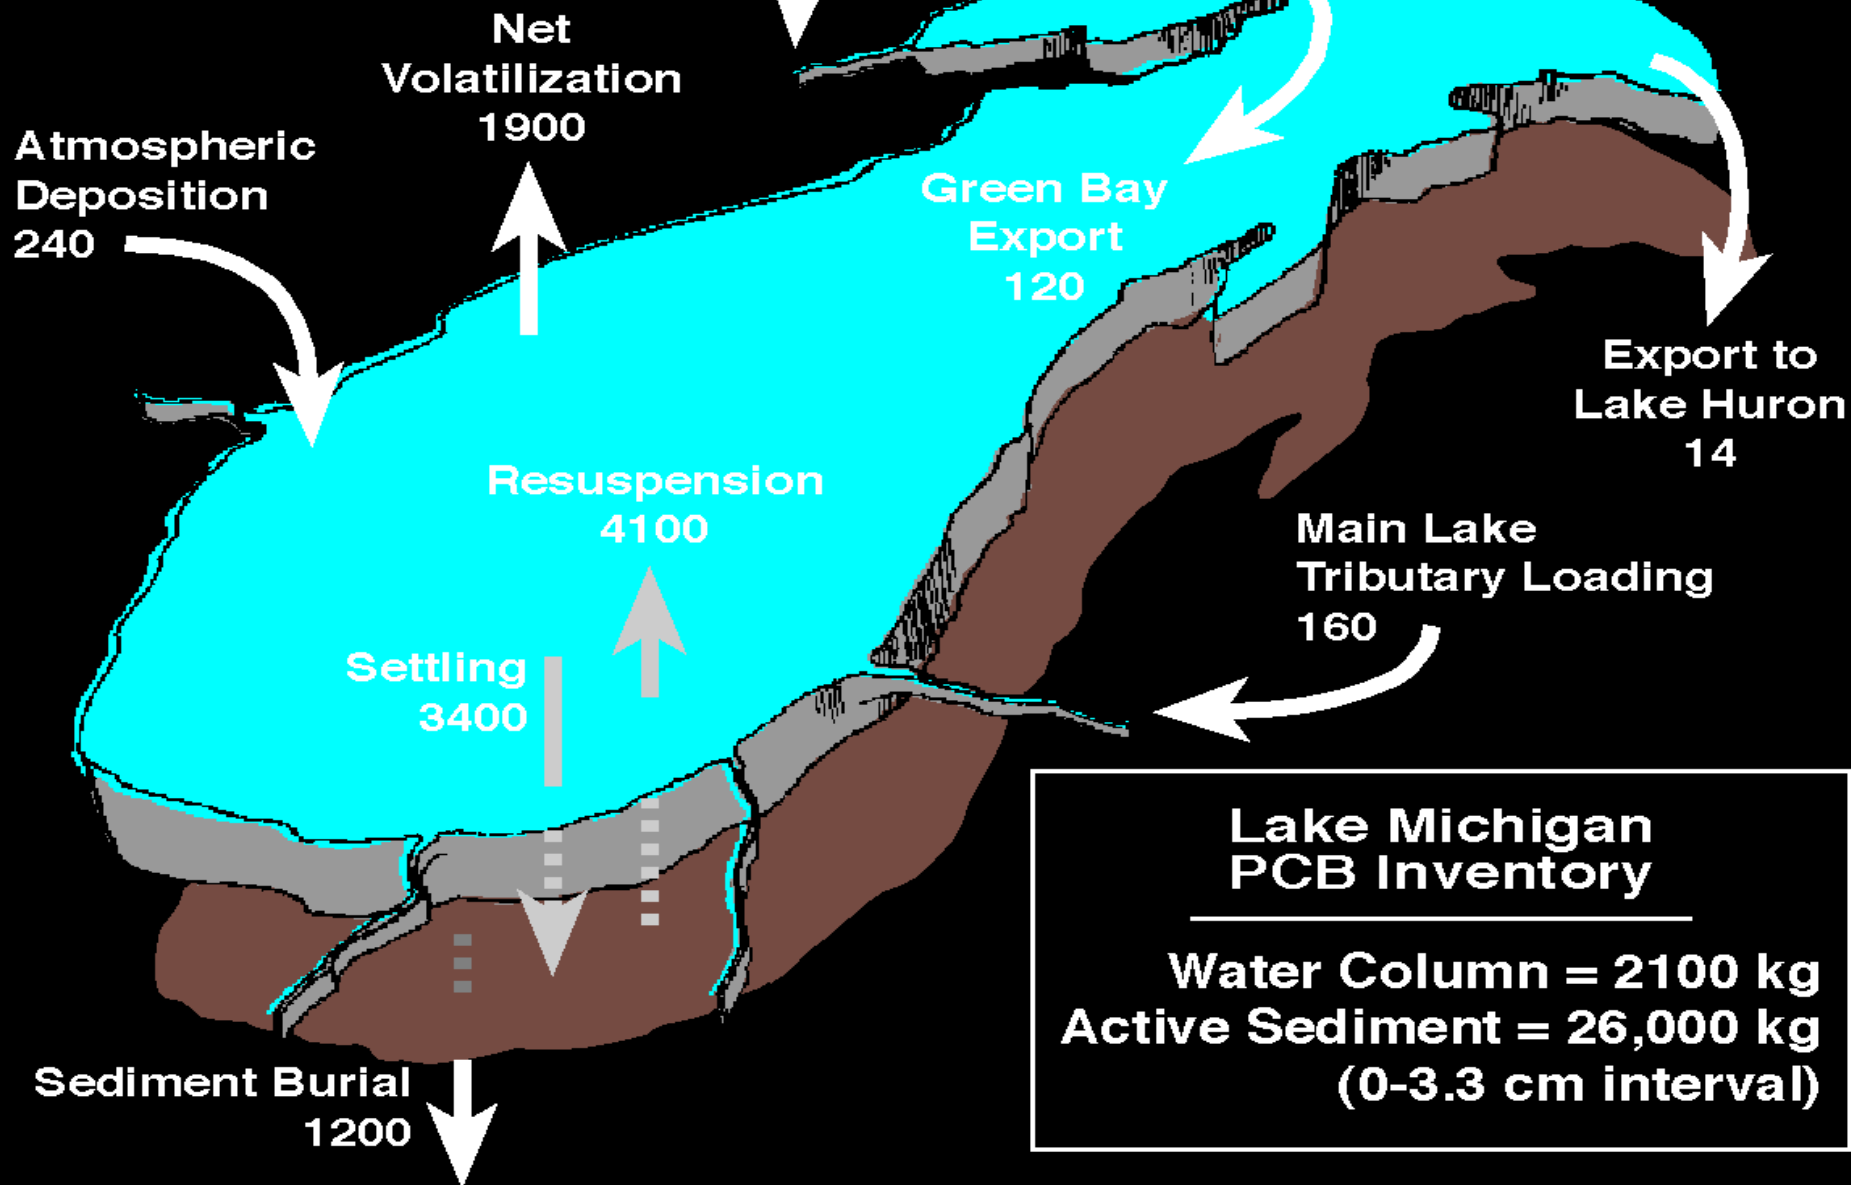 Net
Volatilization
1900
Atmospheric
Deposition
240
Green Bay
Export
120
Export to
Lake Huron
14
Resuspension
4100
Main Lake
Tributary Loading
160
Settling
3400
Lake Michigan
PCB Inventory
Water Column = 2100 kg
Active Sediment = 26,000 kg
(0-3.3 cm interval)
Sediment Burial
1200